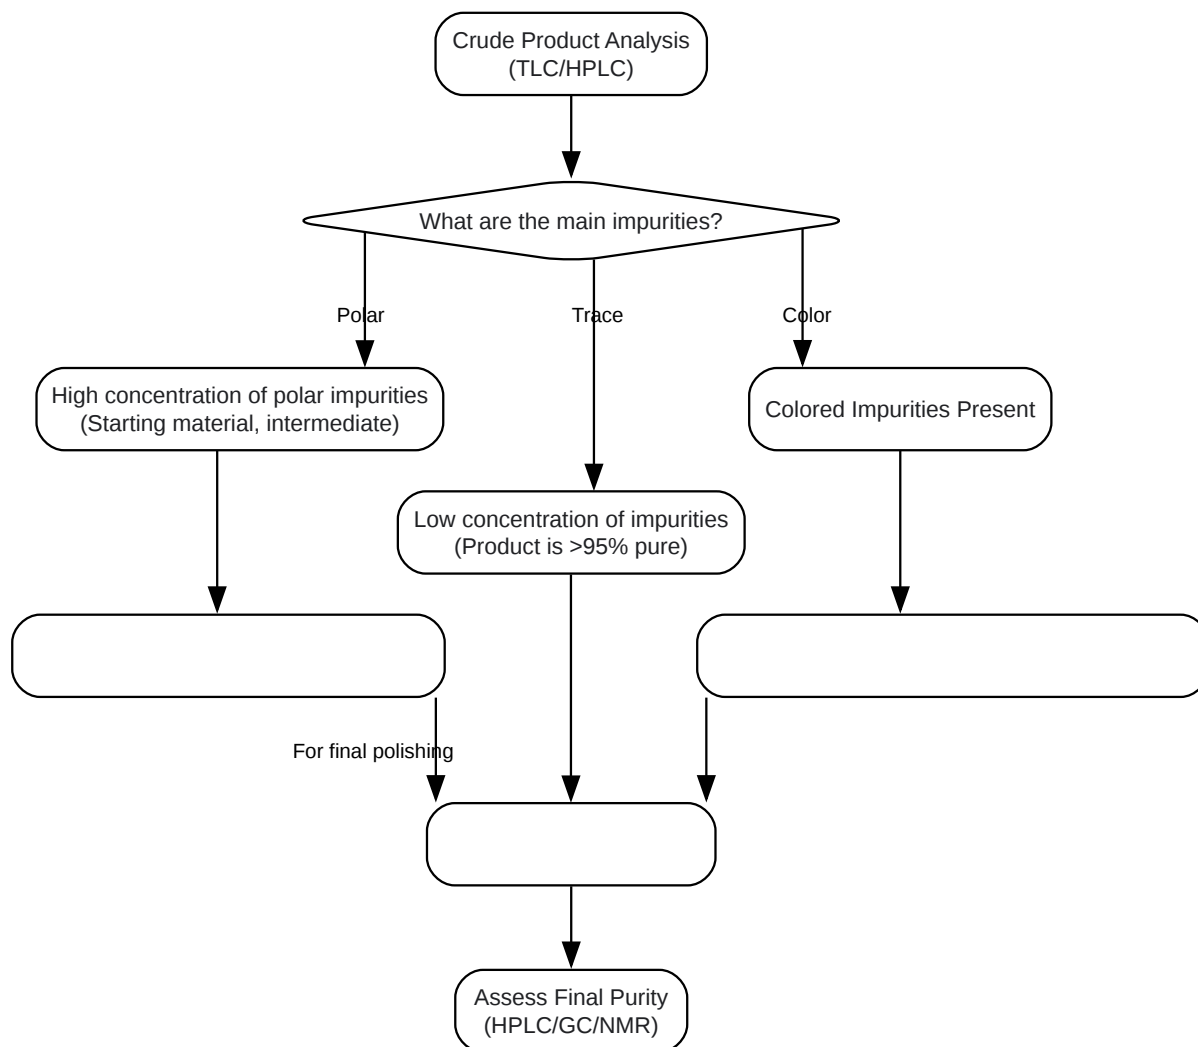 Crude Product Analysis
(TLC/HPLC)
What are the main impurities?
Polar
Trace
Color
High concentration of polar impurities
(Starting material, intermediate)
Colored Impurities Present
Low concentration of impurities
(Product is >95% pure)
For final polishing
Assess Final Purity
(HPLC/GC/NMR)